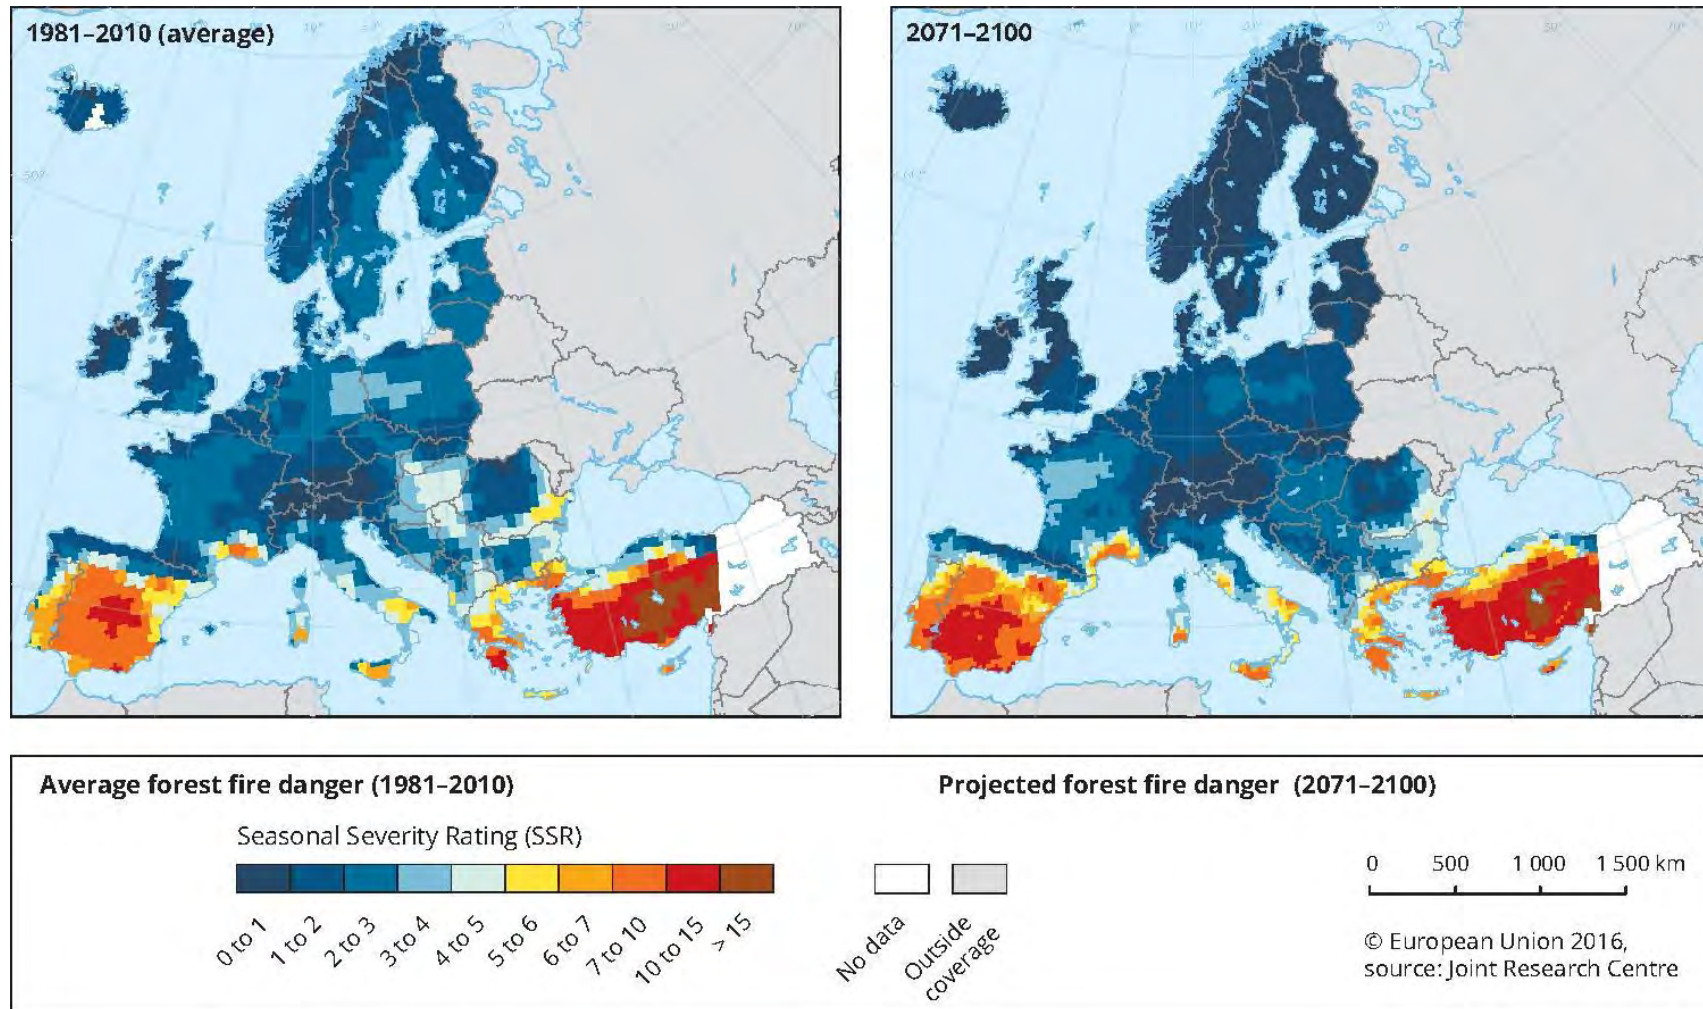 1981–2010 (average)
2071–2100
Average forest fire danger (1981–2010)
Projected forest fire danger (2071–2100)
Seasonal Severity Rating (SSR)
0 to 1
1 to 2
2 to 3
3 to 4
4 to 5
5 to 6
6 to 7
7 to 10
10 to 15
> 15
No data
Outside
coverage
0 500 1 000 1 500 km
© European Union 2016,
source: Joint Research Centre